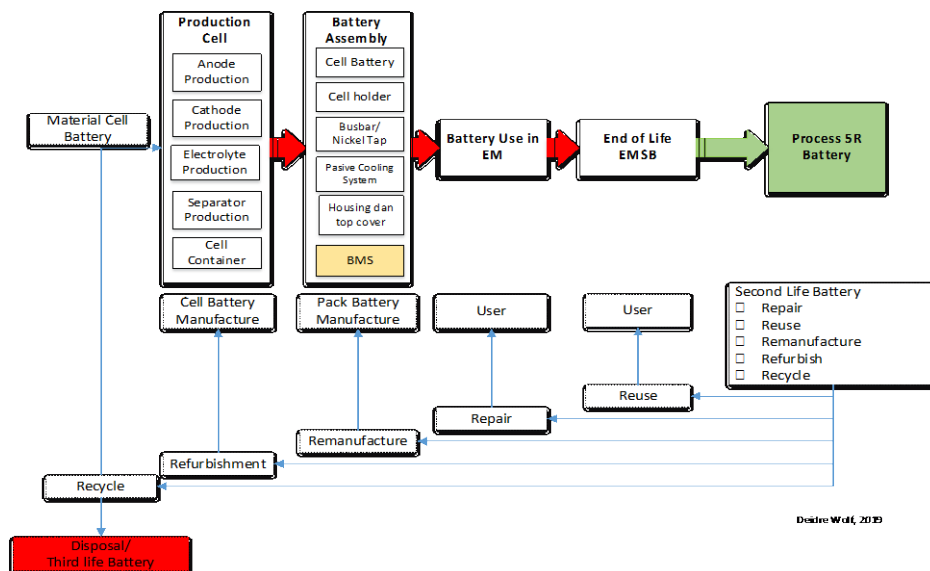 Production
Cell
Anode
Production
Cathode
Production
Electrolyte
Production
Separator
Production
Cell
Container
Battery
Assembly
Cell Battery
Cell holder
Busbar/
Nickel Tap
Pasive Cooling
System
Housing dan
top cover
BMS
Material Cell
Battery
Battery Use in
EM
End of Life
EMSB
Process 5R
Battery
Cell Battery
Manufacture
Pack Battery
Manufacture
User
User
Second Life Battery
Repair
Reuse
Remanufacture
Refurbish
Recycle
Reuse
Repair
Remanufacture
Refurbishment
Recycle
Disposal/
Third life Battery
Deidre Wolf, 2019